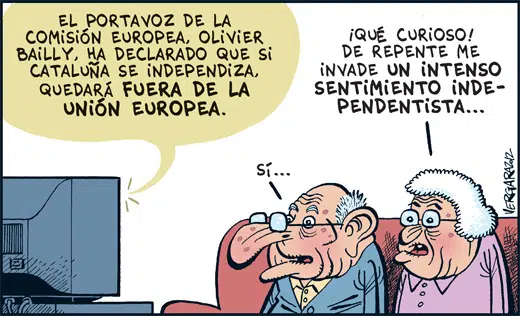 EL PORTAVOZ DE LA
COMISIÓN EUROPEA, OLIVIER
BAILLY, HA DECLARADO QUE SI
CATALUÑA SE INDEPENDIZA,
QUEDARÁ FUERA DE LA
UNIÓN EUROPEA.
¡QUÉ CURIOSO!
DE REPENTE ME
INVADE UN INTENSO
SENTIMIENTO INDE-
PENDENTISTA...
SÍ...
VERGARA212